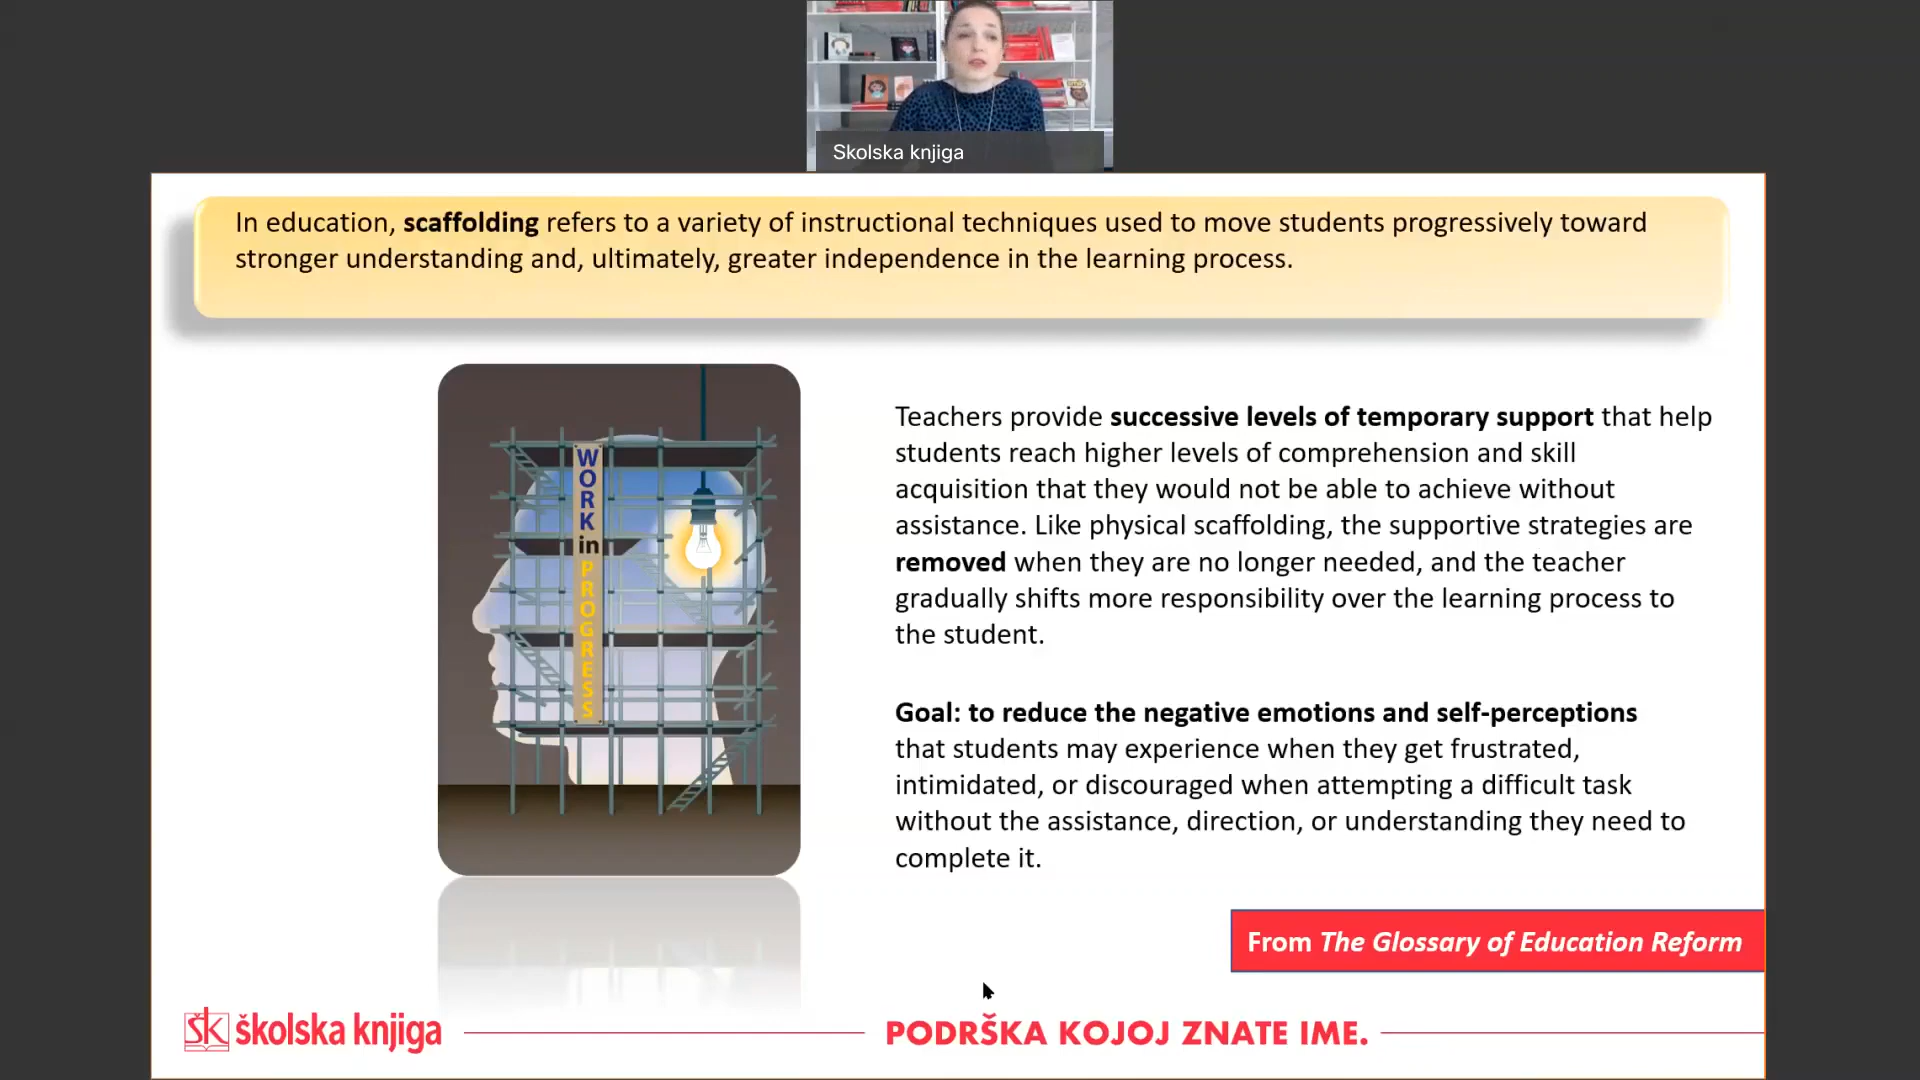 Skolska knjiga
In education, scaffolding refers to a variety of instructional techniques used to move students progressively toward
stronger understanding and, ultimately, greater independence in the learning process.
WORK in PROGRESS
Teachers provide successive levels of temporary support that help
students reach higher levels of comprehension and skill
acquisition that they would not be able to achieve without
assistance. Like physical scaffolding, the supportive strategies are
removed when they are no longer needed, and the teacher
gradually shifts more responsibility over the learning process to
the student.
Goal: to reduce the negative emotions and self-perceptions
that students may experience when they get frustrated,
intimidated, or discouraged when attempting a difficult task
without the assistance, direction, or understanding they need to
complete it.
From The Glossary of Education Reform
ŠK školska knjiga
PODRŠKA KOJOJ ZNATE IME.